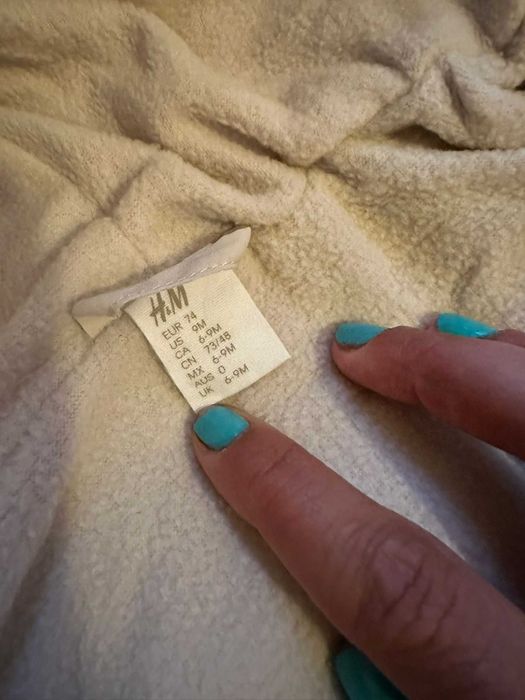 H&M
EUR 74
US 9M
CA 6-9M
CN 73/48
MX 6-9M
AUS 0
UK 6-9M